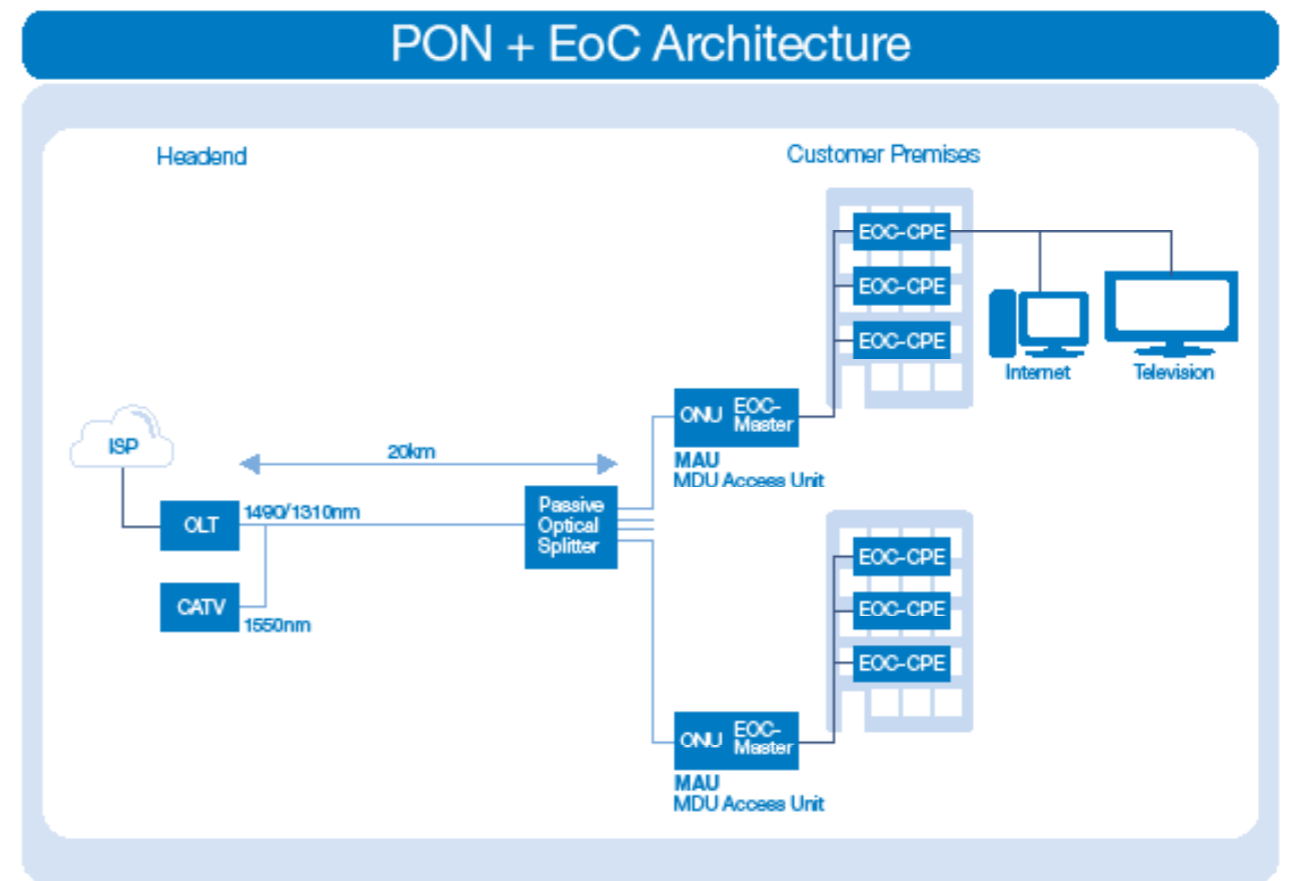 PON + EoC Architecture
Headend
Customer Premises
EOC-CPE
EOC-CPE
EOC-CPE
Internet
Television
ONU
EOC-
Master
MAU
MDU Access Unit
ISP
20km
OLT
1490/1310nm
Passive
Optical
Splitter
CATV
1550nm
EOC-CPE
EOC-CPE
EOC-CPE
ONU
EOC-
Master
MAU
MDU Access Unit